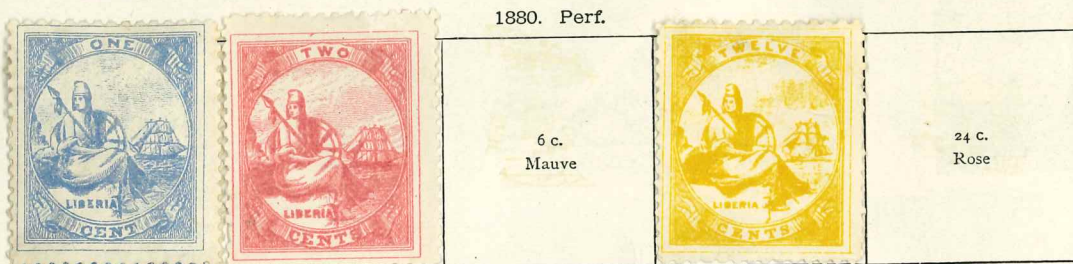 1880. Perf.
ONE
LIBERIA
CENT
TWO
LIBERIA
CENTS
6 c.
Mauve
TWELVE
LIBERIA
CENTS
24 c.
Rose